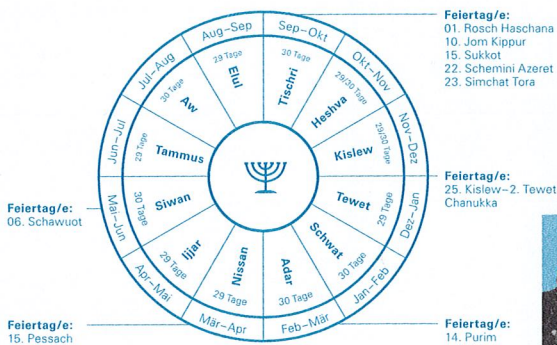 Feiertag/e:
01. Rosch Haschana
10. Jom Kippur
15. Sukkot
22. Schemini Azeret
23. Simchat Tora
Feiertag/e:
25. Kislew–2. Tewet
Chanukka
Feiertag/e:
14. Purim
Feiertag/e:
15. Pessach
Feiertag/e:
06. Schawuot
Sep–Okt
30 Tage
Tischri
Okt–Nov
29/30 Tage
Heshva
Nov–Dez
29/30 Tage
Kislew
Dez–Jan
29 Tage
Tewet
Jan–Feb
30 Tage
Schwat
Feb–Mär
30 Tage
Adar
Mär–Apr
29 Tage
Nissan
Apr–Mai
29 Tage
Ijjar
Mai–Jun
30 Tage
Siwan
Jun–Jul
29 Tage
Tammus
Jul–Aug
30 Tage
Aw
Aug–Sep
29 Tage
Elul